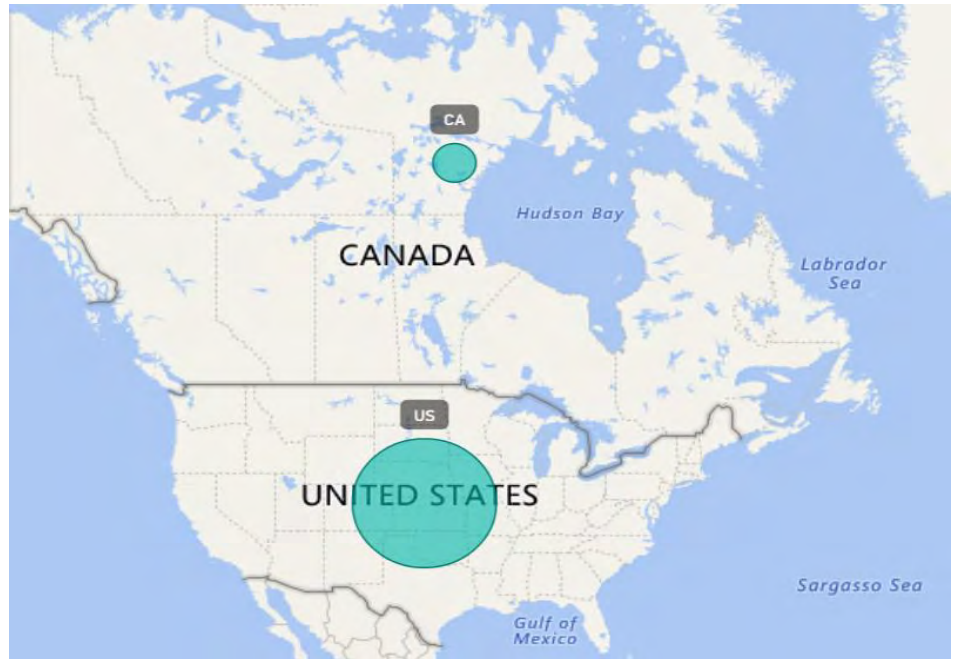 CA
Hudson Bay
CANADA
Labrador
Sea
US
UNITED STATES
Sargasso Sea
Gulf of
Mexico